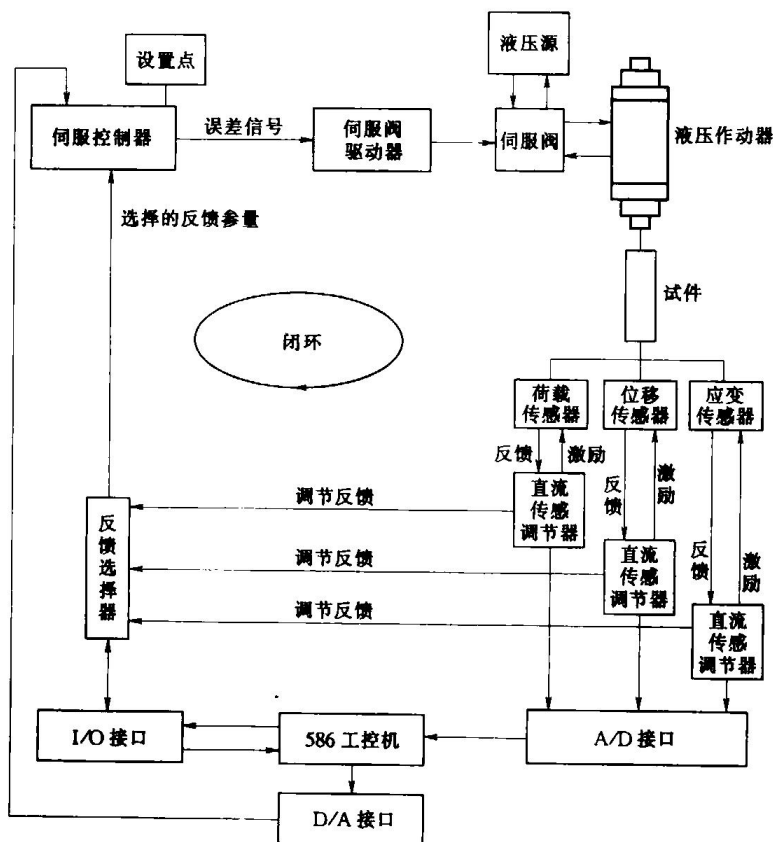 设置点
液压源
伺服控制器
误差信号
伺服阀
驱动器
伺服阀
液压作动器
选择的反馈参量
试件
闭环
荷载
传感器
位移
传感器
应变
传感器
反馈
激励
反馈
激励
反馈
激励
调节反馈
直流
传感
调节器
反馈选择器
调节反馈
直流
传感
调节器
调节反馈
直流
传感
调节器
I/O 接口
586 工控机
A/D 接口
D/A 接口